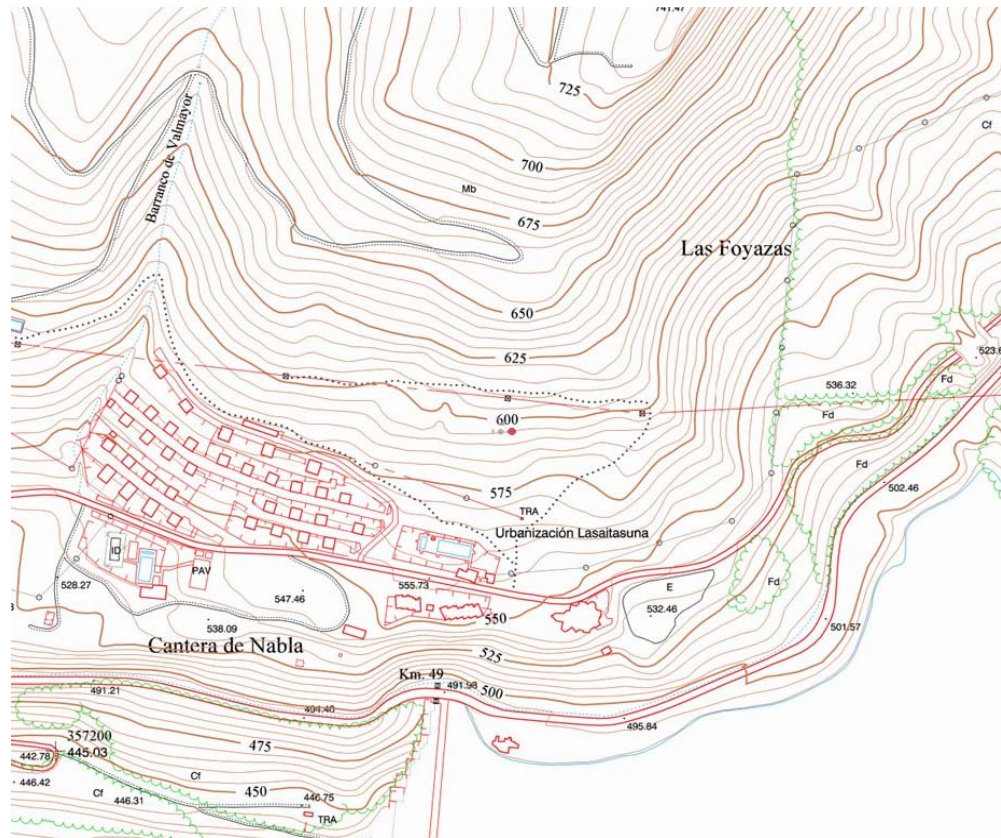 741.47
725
Barranco de Valmayor
Cf
700
Mb
675
Las Foyazas
650
625
523.6
536.32
Fd
Fd
600
Fd
575
502.46
TRA
Urbanización Lasaitasuna
ID
PAV
528.27
555.73
E
Fd
547.46
532.46
550
538.09
501.57
Cantera de Nabla
525
Km. 49
491.98
500
491.21
494.40
495.84
357200
475
442.78
445.03
446.42
Cf
Cf
446.31
450
446.75
TRA